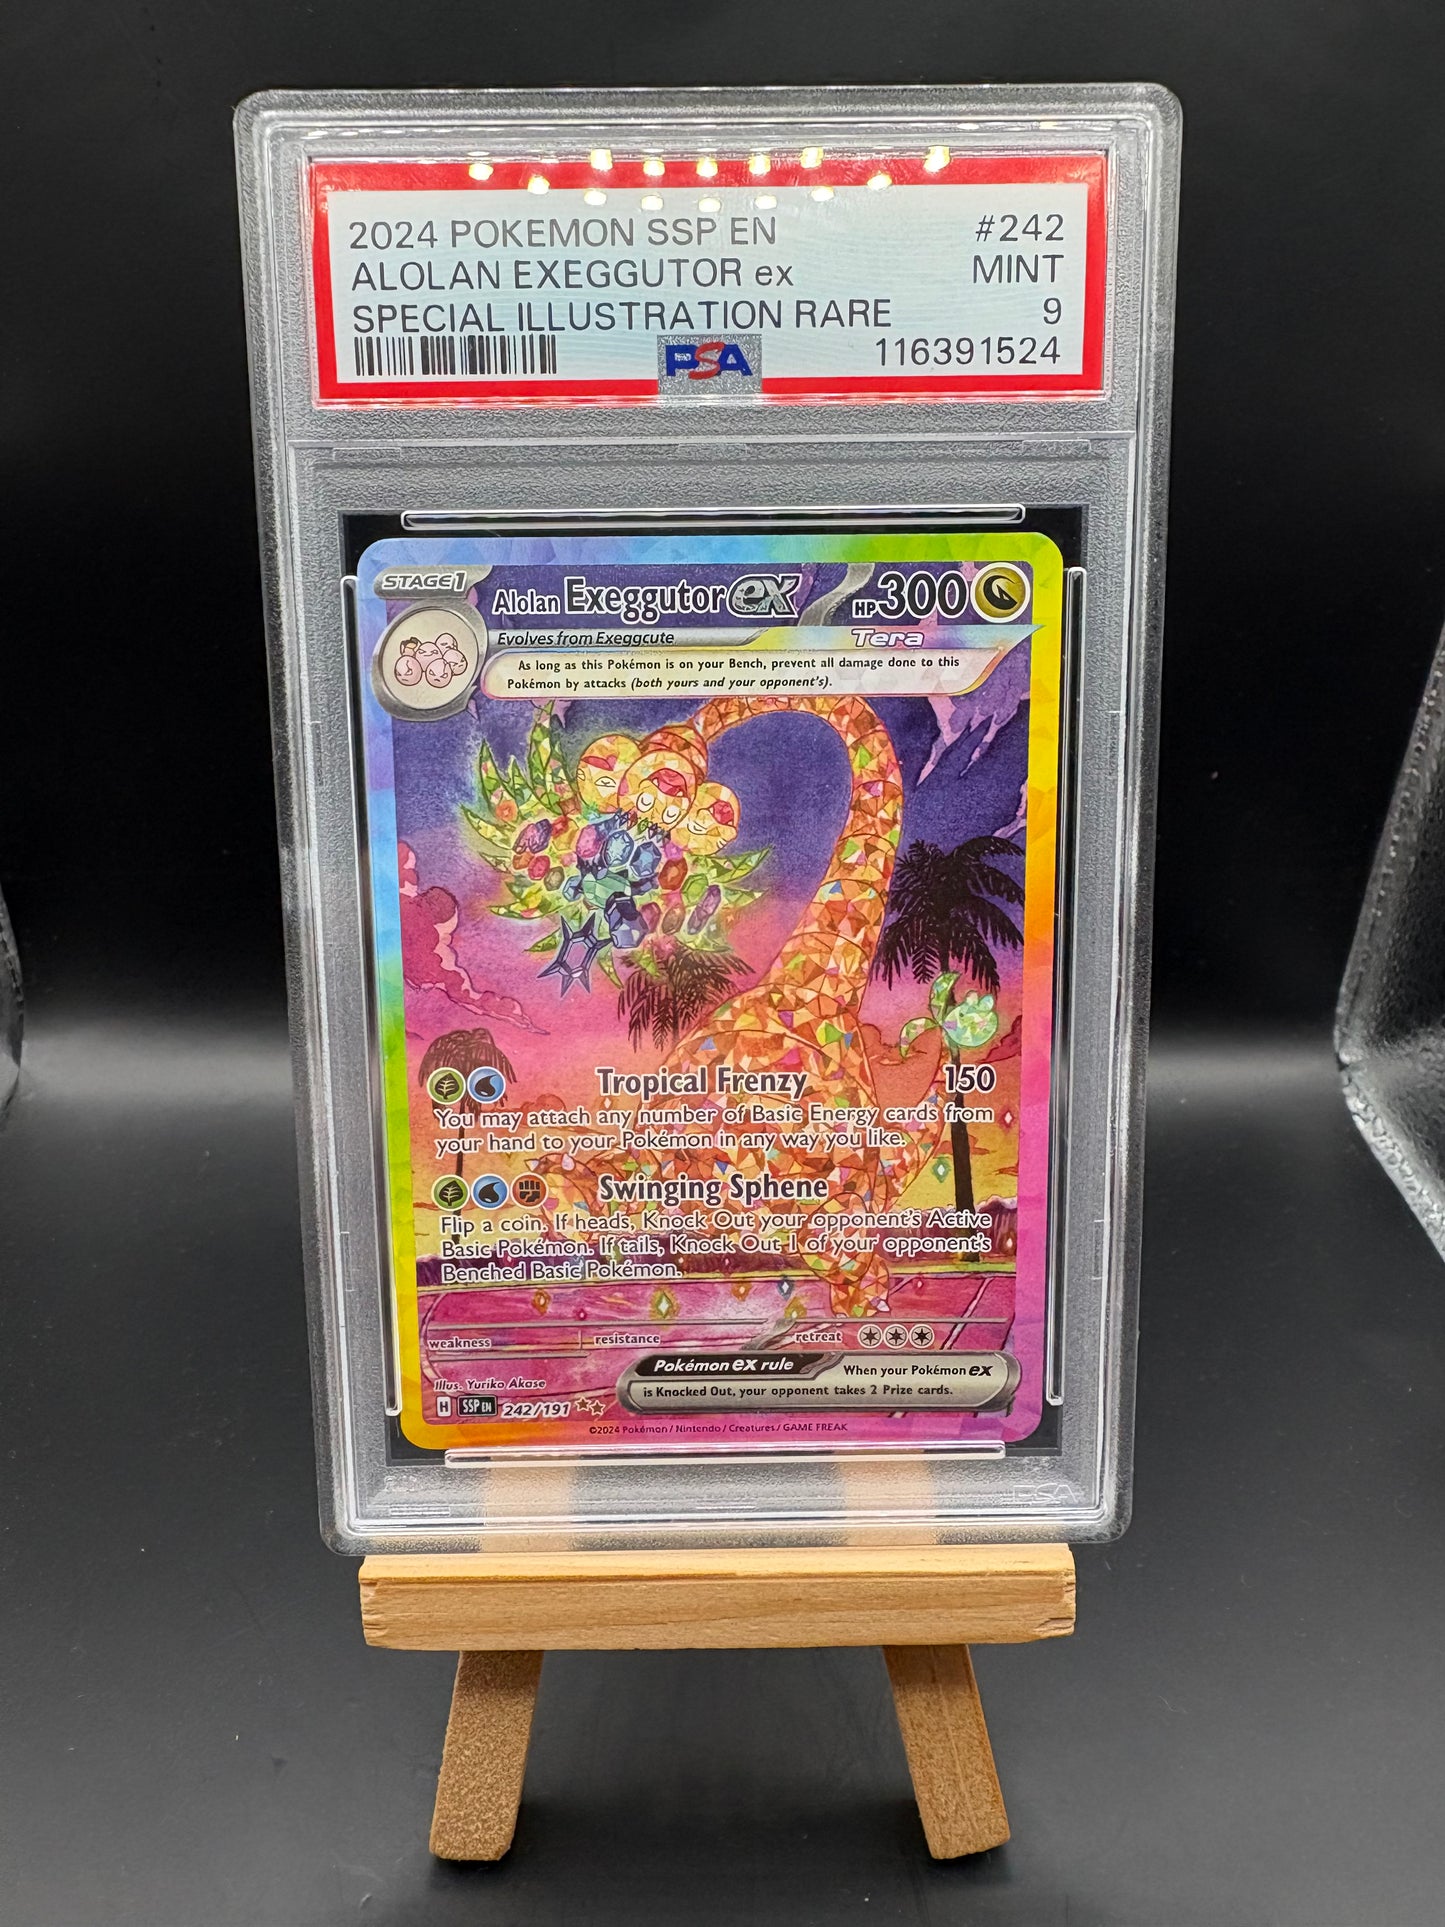 2024 POKEMON SSP EN #242
ALOLAN EXEGGUTOR ex MINT
SPECIAL ILLUSTRATION RARE 9
PSA 116391524
STAGE1 Alolan Exeggutor ex HP300
Evolves from Exeggcute Tera
As long as this Pokémon is on your Bench, prevent all damage done to this
Pokémon by attacks (both yours and your opponent's).
Tropical Frenzy 150
You may attach any number of Basic Energy cards from
your hand to your Pokémon in any way you like.
Swinging Sphene
Flip a coin. If heads, Knock Out your opponent's Active
Basic Pokémon. If tails, Knock Out 1 of your opponent's
Benched Basic Pokémon.
weakness resistance retreat
Pokémon ex rule When your Pokémon ex
is Knocked Out, your opponent takes 2 Prize cards.
Illus. Yuriko Akase
H SSP EN 242/191
©2024 Pokémon / Nintendo / Creatures / GAME FREAK
PSA